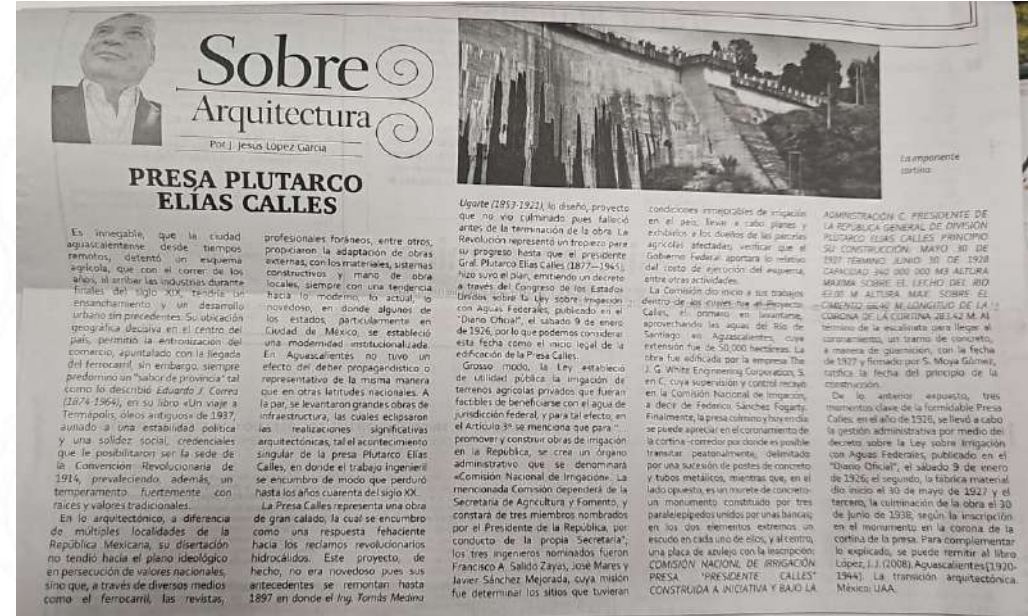 Sobre
Arquitectura
Por J. Jesús López García
PRESA PLUTARCO
ELÍAS CALLES
La imponente
cortina.
Es innegable, que la ciudad
aguascalentense desde tiempos
remotos, detentó un esquema
agrícola, que con el correr de los
años, al arribar las industrias durante
finales del siglo XIX, tendría un
ensanchamiento y un desarrollo
urbano sin precedentes. Su ubicación
geográfica decisiva en el centro del
país, permitió la entronización del
comercio, apuntalado con la llegada
del ferrocarril, sin embargo, siempre
predominó un "sabor de provincia" tal
como lo describió Eduardo J. Correa
(1874-1964), en su libro «Un viaje a
Termápolis, óleos antiguos» de 1937,
aunado a una estabilidad política
y una solidez social, credenciales
que le posibilitaron ser la sede de
la Convención Revolucionaria de
1914, prevaleciendo, además, un
temperamento fuertemente con
raíces y valores tradicionales.
En lo arquitectónico, a diferencia
de múltiples localidades de la
República Mexicana, su disertación
no tendió hacia el plano ideológico
en persecución de valores nacionales,
sino que, a través de diversos medios
como el ferrocarril, las revistas,
profesionales foráneos, entre otros,
propiciaron la adaptación de obras
externas, con los materiales, sistemas
constructivos y mano de obra
locales, siempre con una tendencia
hacia lo moderno, lo actual, lo
novedoso, en donde algunos de
los estados, particularmente en
Ciudad de México, se estableció
una modernidad institucionalizada.
En Aguascalientes no tuvo un
efecto del deber propagandístico o
representativo de la misma manera
que en otras latitudes nacionales. A
la par, se levantaron grandes obras de
infraestructura, las cuales eclipsaron
las realizaciones significativas
arquitectónicas, tal el acontecimiento
singular de la presa Plutarco Elías
Calles, en donde el trabajo ingenieril
se encumbró de modo que perduró
hasta los años cuarenta del siglo XX.
La Presa Calles representa una obra
de gran calado, la cual se encumbró
como una respuesta fehaciente
hacia los reclamos revolucionarios
hidrocálidos. Este proyecto, de
hecho, no era novedoso pues sus
antecedentes se remontan hasta
1897 en donde el Ing. Tomás Medina
Ugarte (1853-1921), lo diseñó, proyecto
que no vio culminado pues falleció
antes de la terminación de la obra. La
Revolución representó un tropiezo para
su progreso hasta que el presidente
Gral. Plutarco Elías Calles (1877-1945),
hizo suyo el plan, emitiendo un decreto
a través del Congreso de los Estados
Unidos sobre la Ley sobre Irrigación
con Aguas Federales, publicado en el
"Diario Oficial", el sábado 9 de enero
de 1926, por lo que podemos considerar
esta fecha como el inicio legal de la
edificación de la Presa Calles.
Grosso modo, la Ley estableció
de utilidad pública la irrigación de
terrenos agrícolas privados que fueran
factibles de beneficiarse con el agua de
jurisdicción federal, y para tal efecto, en
el Artículo 3º se menciona que para "...
promover y construir obras de irrigación
en la República, se crea un órgano
administrativo que se denominará
«Comisión Nacional de Irrigación». La
mencionada Comisión dependerá de la
Secretaría de Agricultura y Fomento, y
constará de tres miembros nombrados
por el Presidente de la República, por
conducto de la propia Secretaría";
los tres ingenieros nominados fueron
Francisco A. Salido Zayas, José Mares y
Javier Sánchez Mejorada, cuya misión
fue determinar los sitios que tuvieran
condiciones inmejorables de irrigación
en el país; llevar a cabo planes y
exhibirlos a los dueños de las parcelas
agrícolas afectadas; verificar que el
Gobierno Federal aportara lo relativo
del costo de ejecución del esquema,
entre otras actividades.
La Comisión dio inicio a sus trabajos
dentro de los cuales fue el Proyecto
Calles, el primero en levantarse,
aprovechando las aguas del Río de
Santiago en Aguascalientes, cuya
extensión fue de 50,000 hectáreas. La
obra fue edificada por la empresa The
J. G. White Engineering Corporation, S.
en C, cuya supervisión y control recayó
en la Comisión Nacional de Irrigación,
a decir de Federico Sánchez Fogarty.
Finalmente, la presa culminó y hoy en día
se puede apreciar en el coronamiento de
la cortina -corredor por donde es posible
transitar peatonalmente, delimitado
por una sucesión de postes de concreto
y tubos metálicos, mientras que, en el
lado opuesto, es un murete de concreto-
un monumento constituido por tres
paralelepípedos unidos por unas bancas;
en los dos elementos extremos un
escudo en cada uno de ellos, y al centro,
una placa de azulejo con la inscripción:
COMISIÓN NACIONAL DE IRRIGACIÓN
PRESA "PRESIDENTE CALLES"
CONSTRUIDA A INICIATIVA Y BAJO LA
ADMINISTRACIÓN C. PRESIDENTE DE
LA REPÚBLICA GENERAL DE DIVISIÓN
PLUTARCO ELÍAS CALLES PRINCIPIO
SU CONSTRUCCIÓN: MAYO 30 DE
1927 TÉRMINO: JUNIO 30 DE 1928
CAPACIDAD 340 000 000 M3 ALTURA
MÁXIMA SOBRE EL LECHO DEL RÍO
ALTURA MÁX. SOBRE EL
CIMIENTO 66.40 M LONGITUD DE LA
CORONA DE LA CORTINA 283.42 M. Al
término de la escalinata para llegar al
coronamiento, un tramo de concreto,
a manera de guarnición, con la fecha
de 1927 y firmado por S. Moya Gómez,
ratifica la fecha del principio de la
construcción.
De lo anterior expuesto, tres
momentos clave de la formidable Presa
Calles: en el año de 1926, se llevó a cabo
la gestión administrativa por medio del
decreto sobre la Ley sobre Irrigación
con Aguas Federales, publicado en el
"Diario Oficial", el sábado 9 de enero
de 1926; el segundo, la fábrica material
dio inicio el 30 de mayo de 1927 y el
tercero, la culminación de la obra el 30
de junio de 1938, según la inscripción
en el monumento en la corona de la
cortina de la presa. Para complementar
lo explicado, se puede remitir al libro
López, J. J. (2008). Aguascalientes [1920-
1944]. La transición arquitectónica.
México: UAA.